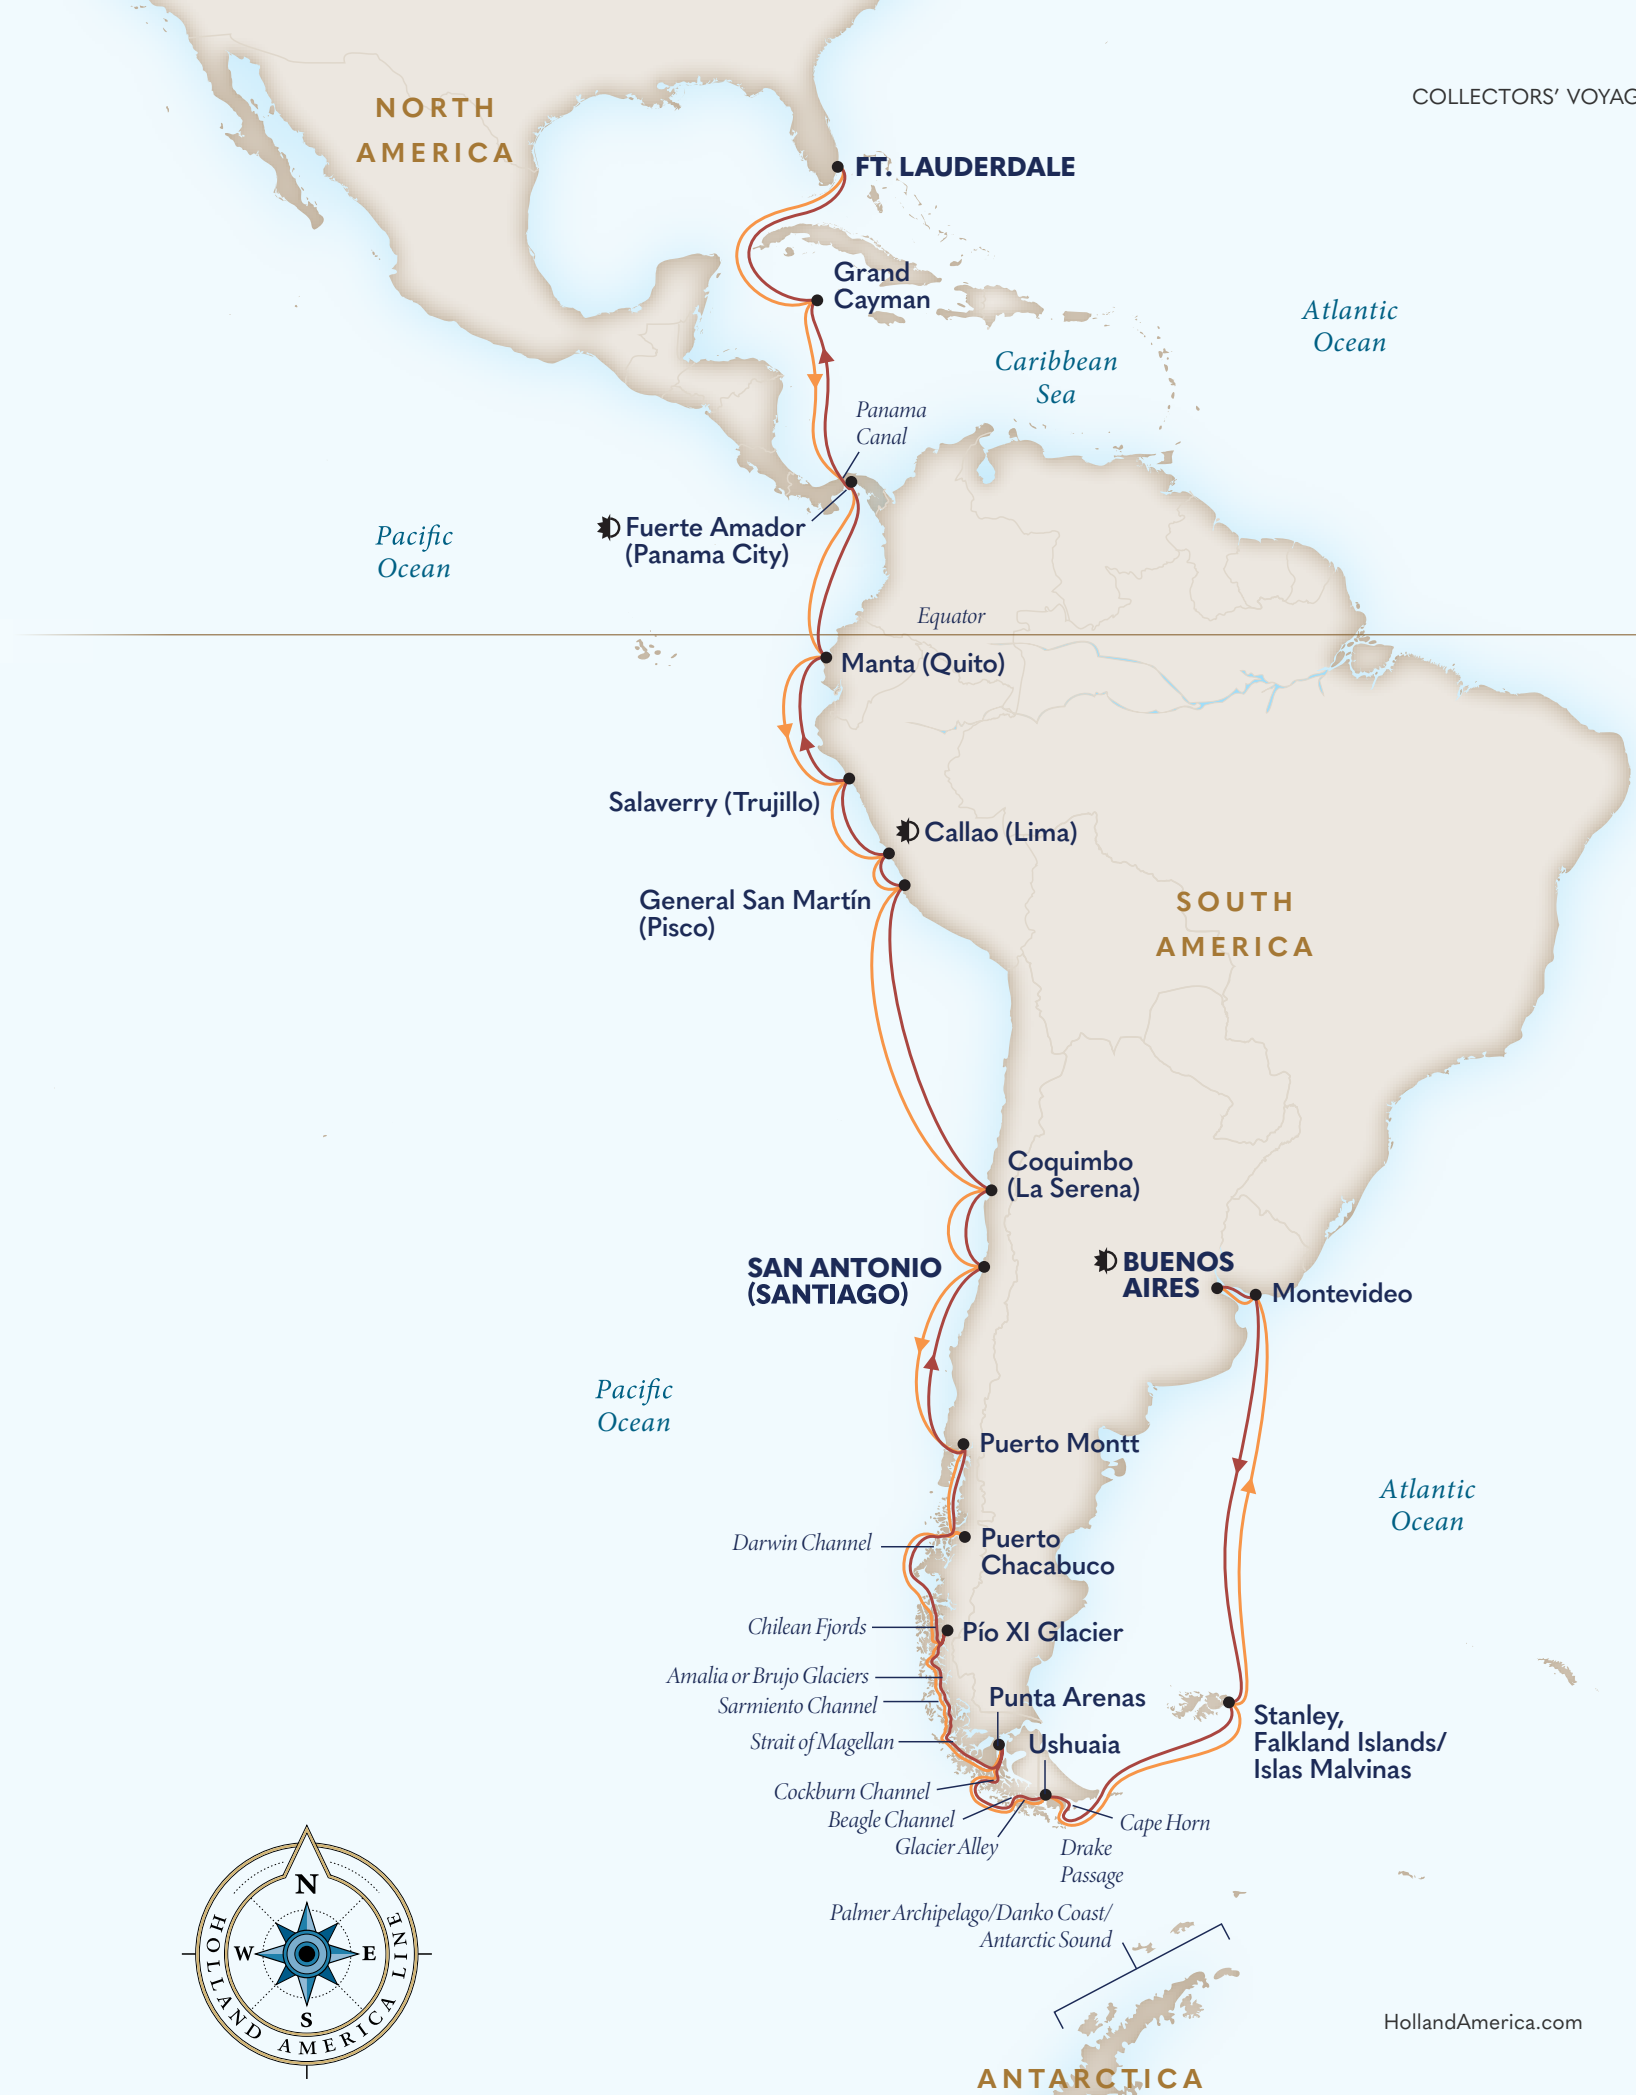 COLLECTORS’ VOYAG
NORTH
AMERICA
FT. LAUDERDALE
Grand
Cayman
Atlantic
Ocean
Caribbean
Sea
Panama
Canal
Fuerte Amador
(Panama City)
Pacific
Ocean
Equator
Manta (Quito)
Salaverry (Trujillo)
Callao (Lima)
General San Martín
(Pisco)
SOUTH
AMERICA
Coquimbo
(La Serena)
SAN ANTONIO
(SANTIAGO)
BUENOS
AIRES
Montevideo
Pacific
Ocean
Puerto Montt
Atlantic
Ocean
Darwin Channel
Puerto
Chacabuco
Chilean Fjords
Pío XI Glacier
Amalia or Brujo Glaciers
Sarmiento Channel
Punta Arenas
Strait of Magellan
Ushuaia
Stanley,
Falkland Islands/
Islas Malvinas
Cockburn Channel
Beagle Channel
Glacier Alley
Cape Horn
Drake
Passage
Palmer Archipelago/Danko Coast/
Antarctic Sound
N
W
E
S
HOLLAND AMERICA LINE
HollandAmerica.com
ANTARCTICA